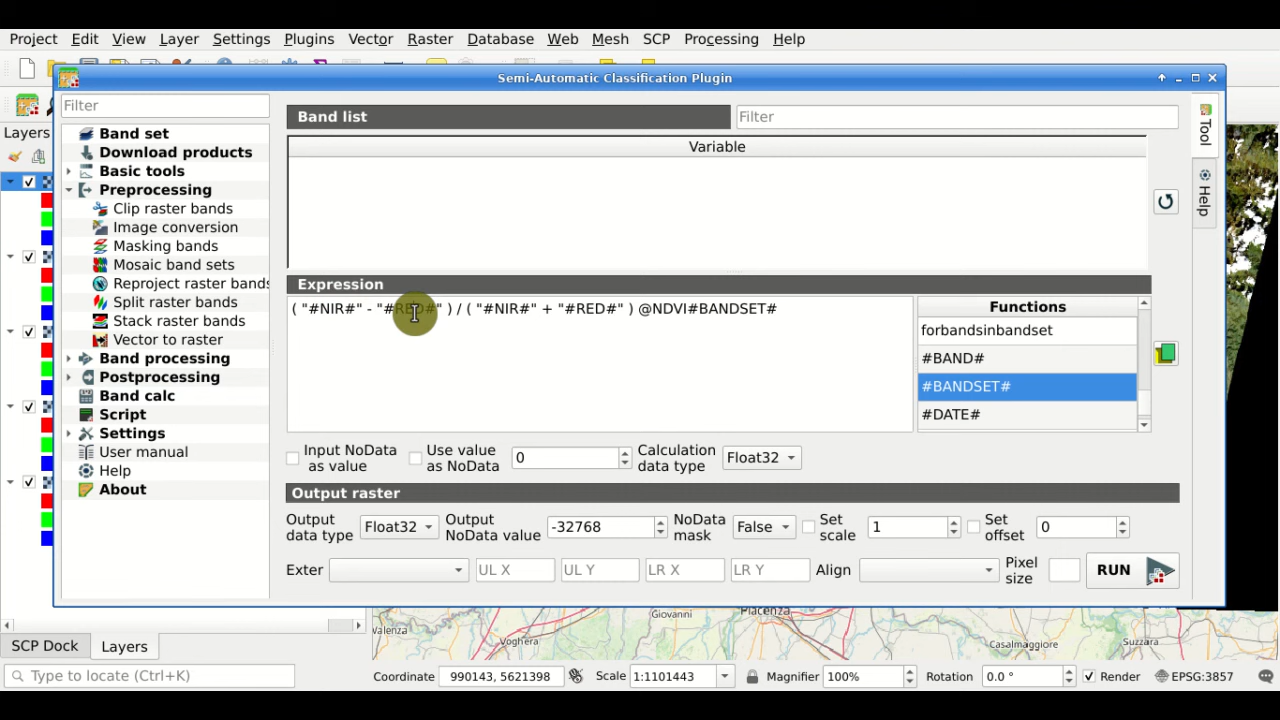 Project Edit View Layer Settings Plugins Vector Raster Database Web Mesh SCP Processing Help
Semi-Automatic Classification Plugin
Filter
Band set
Download products
Basic tools
Preprocessing
Clip raster bands
Image conversion
Masking bands
Mosaic band sets
Reproject raster bands
Split raster bands
Stack raster bands
Vector to raster
Band processing
Postprocessing
Band calc
Script
Settings
User manual
Help
About
Layers
Band list
Filter
Variable
Tool
Help
Expression
( "#NIR#" - "#RED#" ) / ( "#NIR#" + "#RED#" ) @NDVI#BANDSET#
Functions
forbandsinbandset
#BAND#
#BANDSET#
#DATE#
Input NoData as value
Use value as NoData
0
Calculation data type
Float32
Output raster
Output data type
Float32
Output NoData value
-32768
NoData mask
False
Set scale
1
Set offset
0
Exter
UL X
UL Y
LR X
LR Y
Align
Pixel size
RUN
Giovanni
Piacenza
Valenza
Voghera
Casalmaggiore
Suzzara
SCP Dock
Layers
Type to locate (Ctrl+K)
Coordinate
990143, 5621398
Scale
1:1101443
Magnifier
100%
Rotation
0.0 °
Render
EPSG:3857